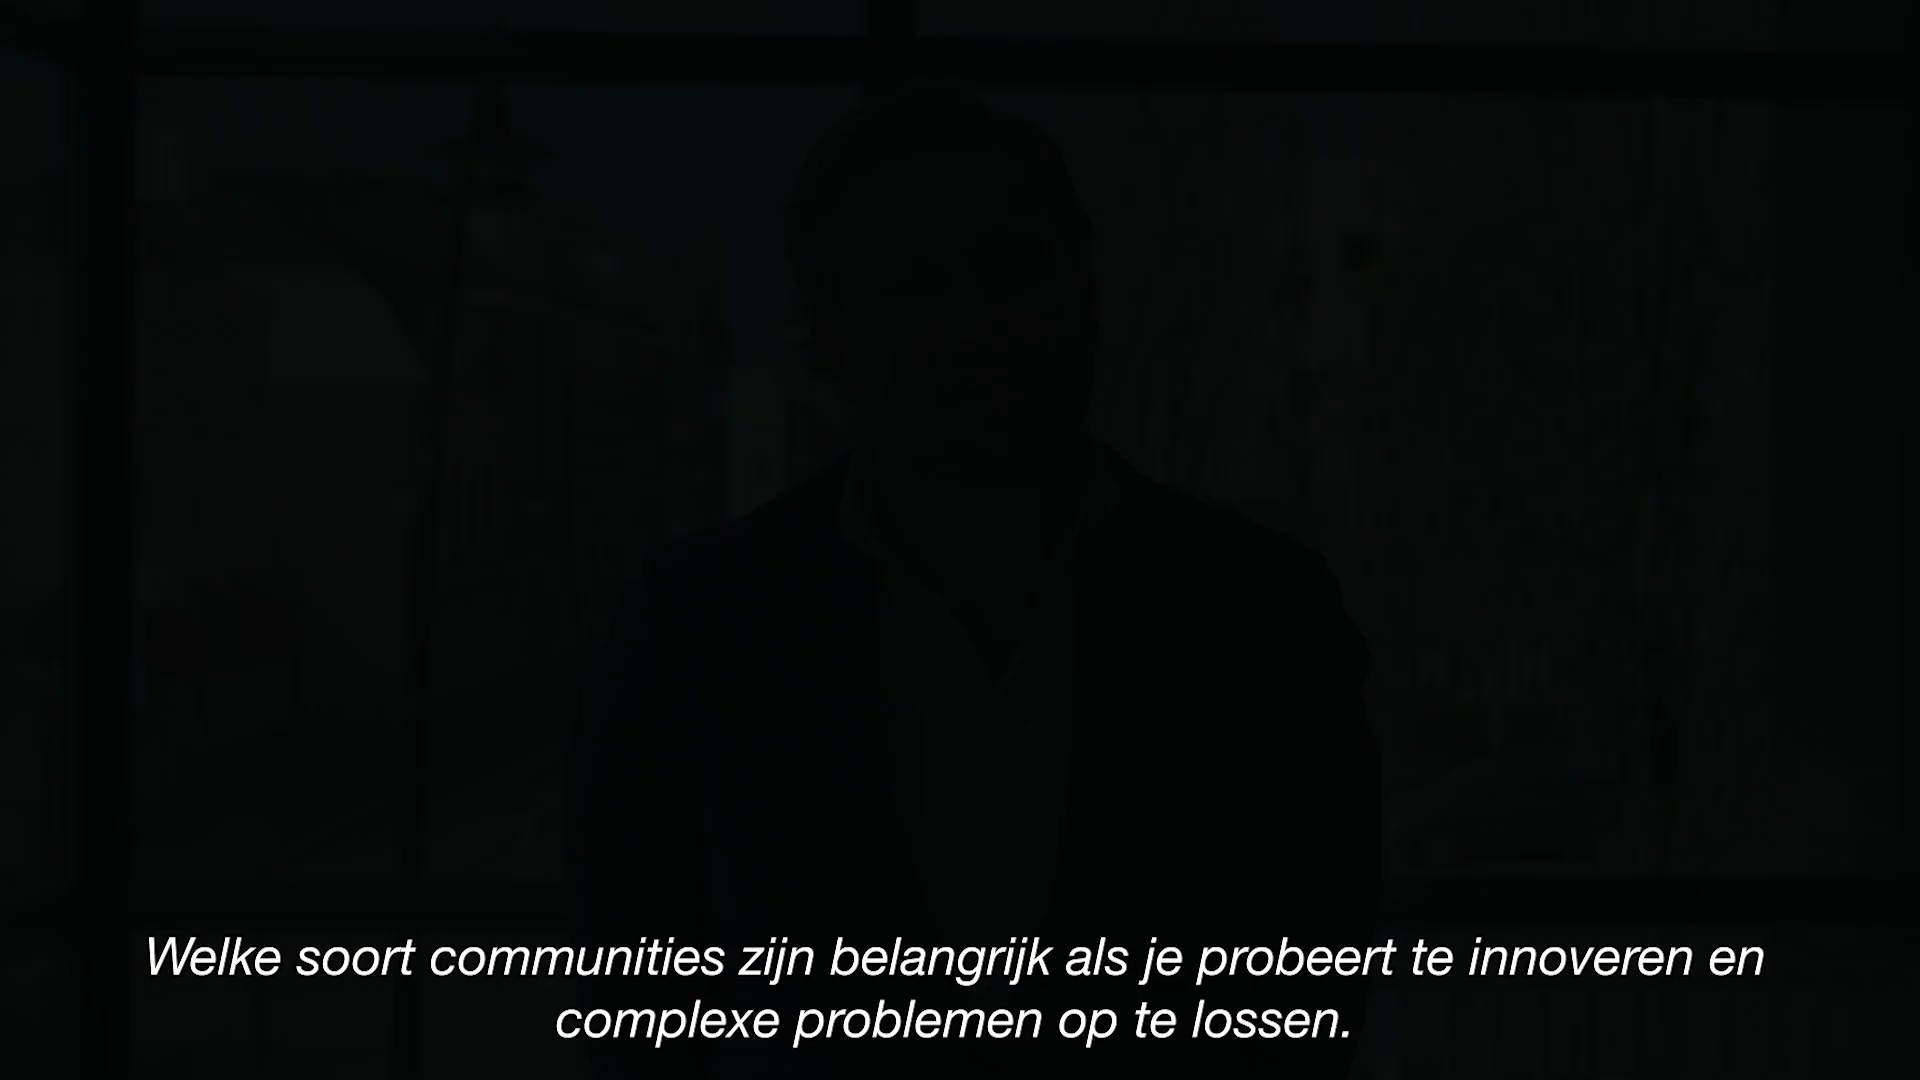 Welke soort communities zijn belangrijk als je probeert te innoveren en
complexe problemen op te lossen.